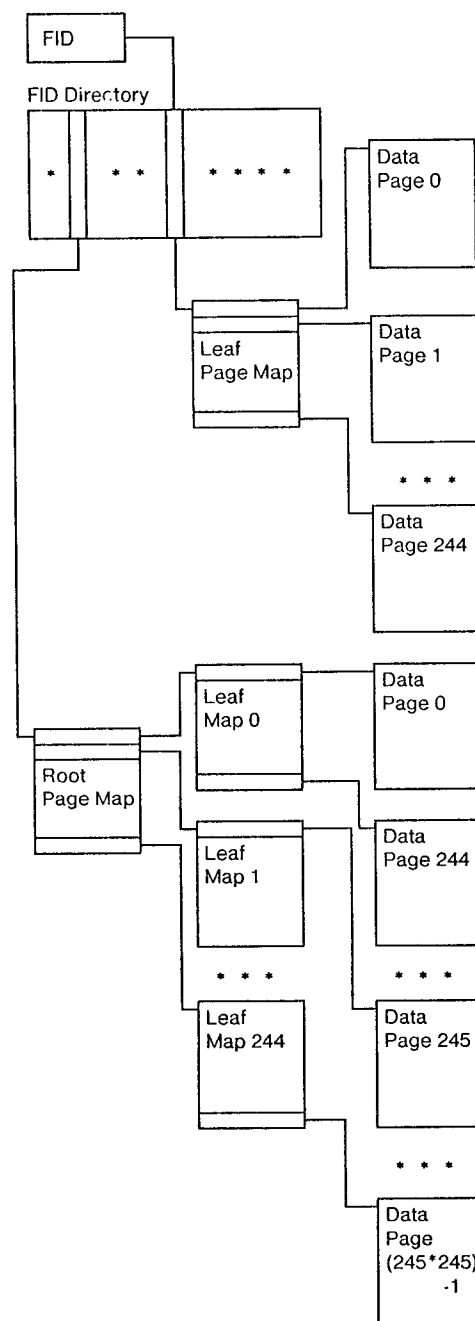 FID
FID Directory
* * * * * * *
Data
Page 0
Leaf
Page Map
Data
Page 1
* * *
Data
Page 244
Leaf
Map 0
Data
Page 0
Root
Page Map
Leaf
Map 1
Data
Page 244
* * *
* * *
Leaf
Map 244
Data
Page 245
* * *
Data
Page
(245*245)
-1